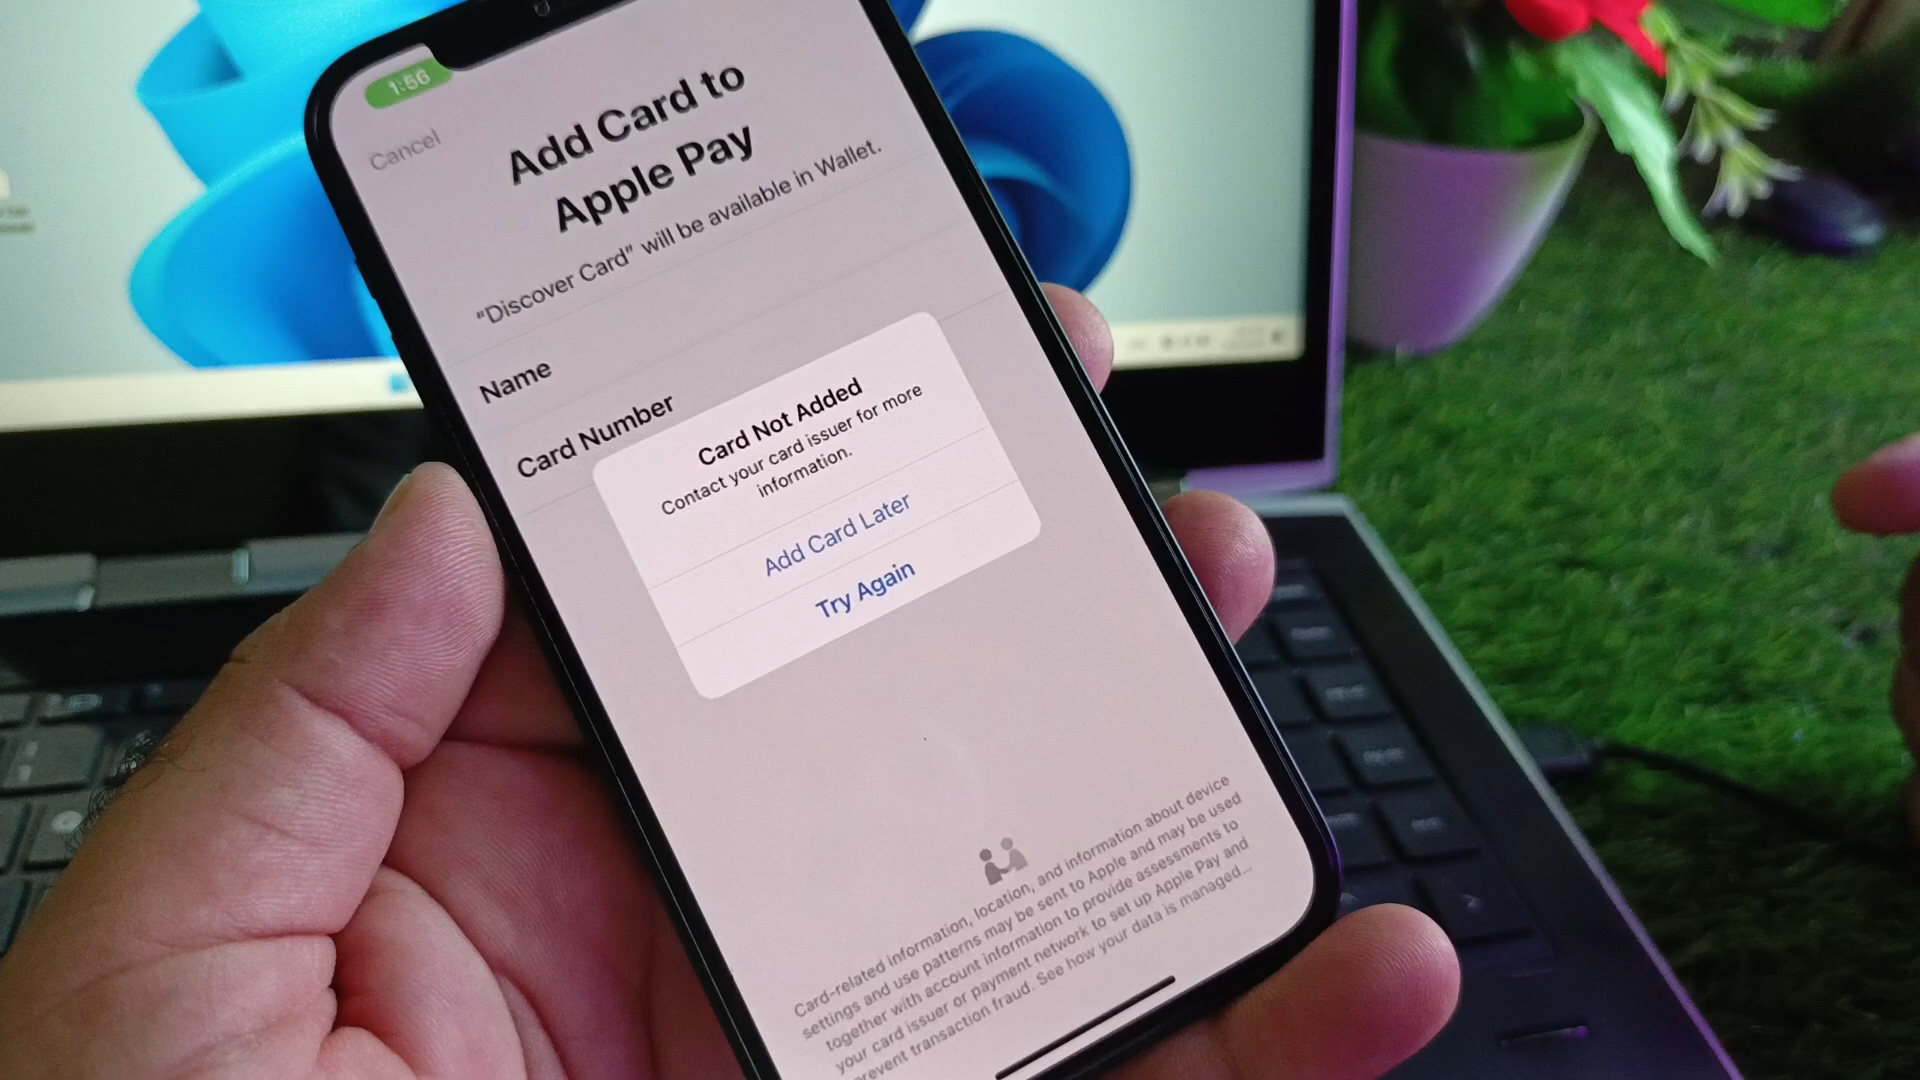 1:56
Cancel
Add Card to
Apple Pay
“Discover Card” will be available in Wallet.
Name
Card Number
Card Not Added
Contact your card issuer for more
information.
Add Card Later
Try Again
Card-related information, location, and information about device
settings and use patterns may be sent to Apple and may be used
together with account information to provide assessments to
your card issuer or payment network to set up Apple Pay and
prevent transaction fraud. See how your data is managed...